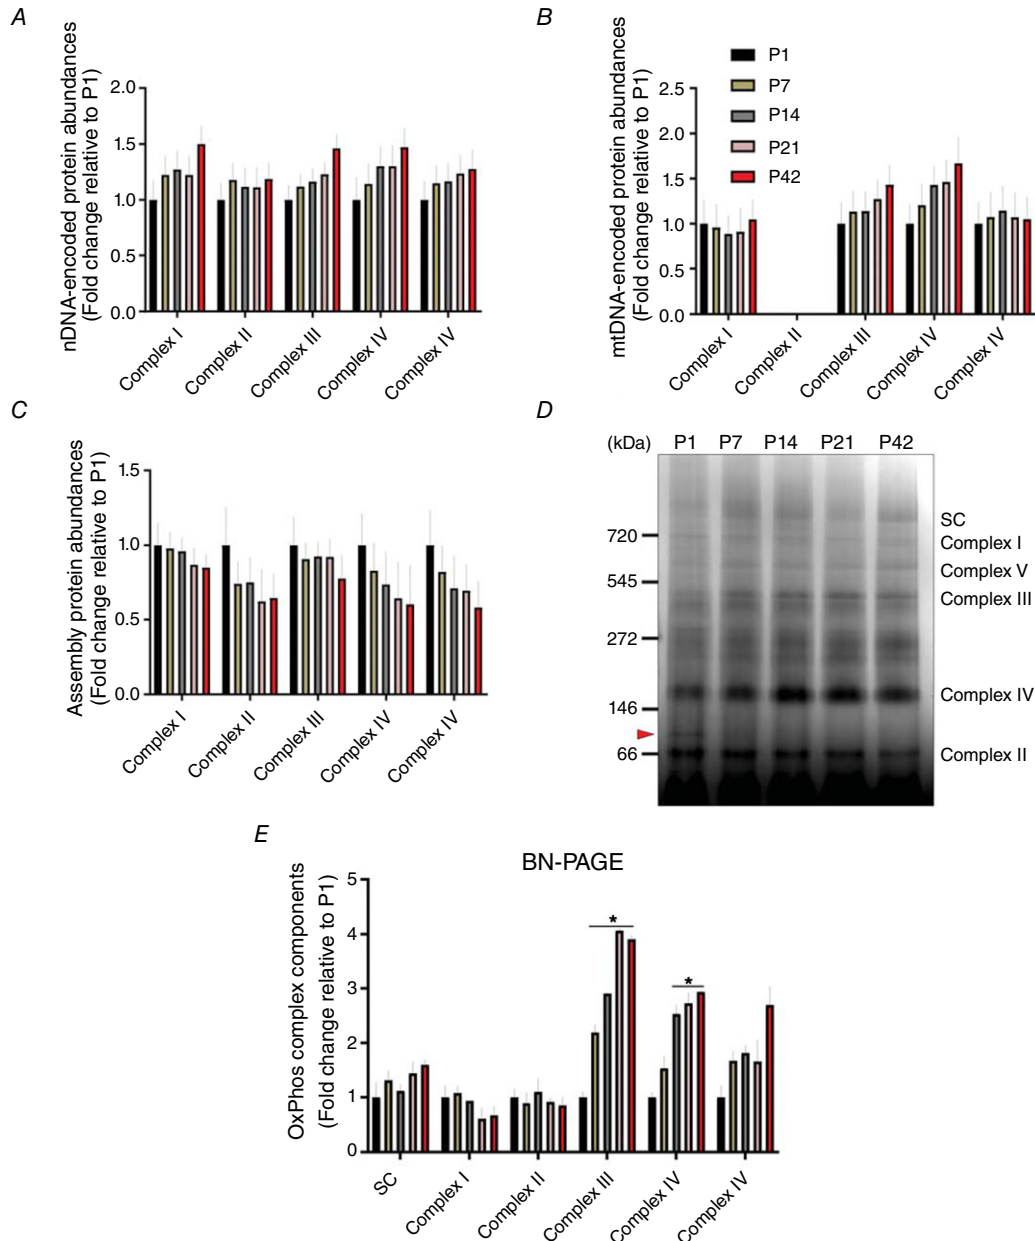 A
nDNA-encoded protein abundances
(Fold change relative to P1)
2.0
1.5
1.0
0.5
0.0
Complex I
Complex II
Complex III
Complex IV
Complex IV
B
mtDNA-encoded protein abundances
(Fold change relative to P1)
2.5
2.0
1.5
1.0
0.5
0.0
P1
P7
P14
P21
P42
Complex I
Complex II
Complex III
Complex IV
Complex IV
C
Assembly protein abundances
(Fold change relative to P1)
1.5
1.0
0.5
0.0
Complex I
Complex II
Complex III
Complex IV
Complex IV
D
(kDa) P1 P7 P14 P21 P42
720
545
272
146
66
SC
Complex I
Complex V
Complex III
Complex IV
Complex II
E
BN-PAGE
OxPhos complex components
(Fold change relative to P1)
5
4
3
2
1
0
*
*
SC
Complex I
Complex II
Complex III
Complex IV
Complex IV